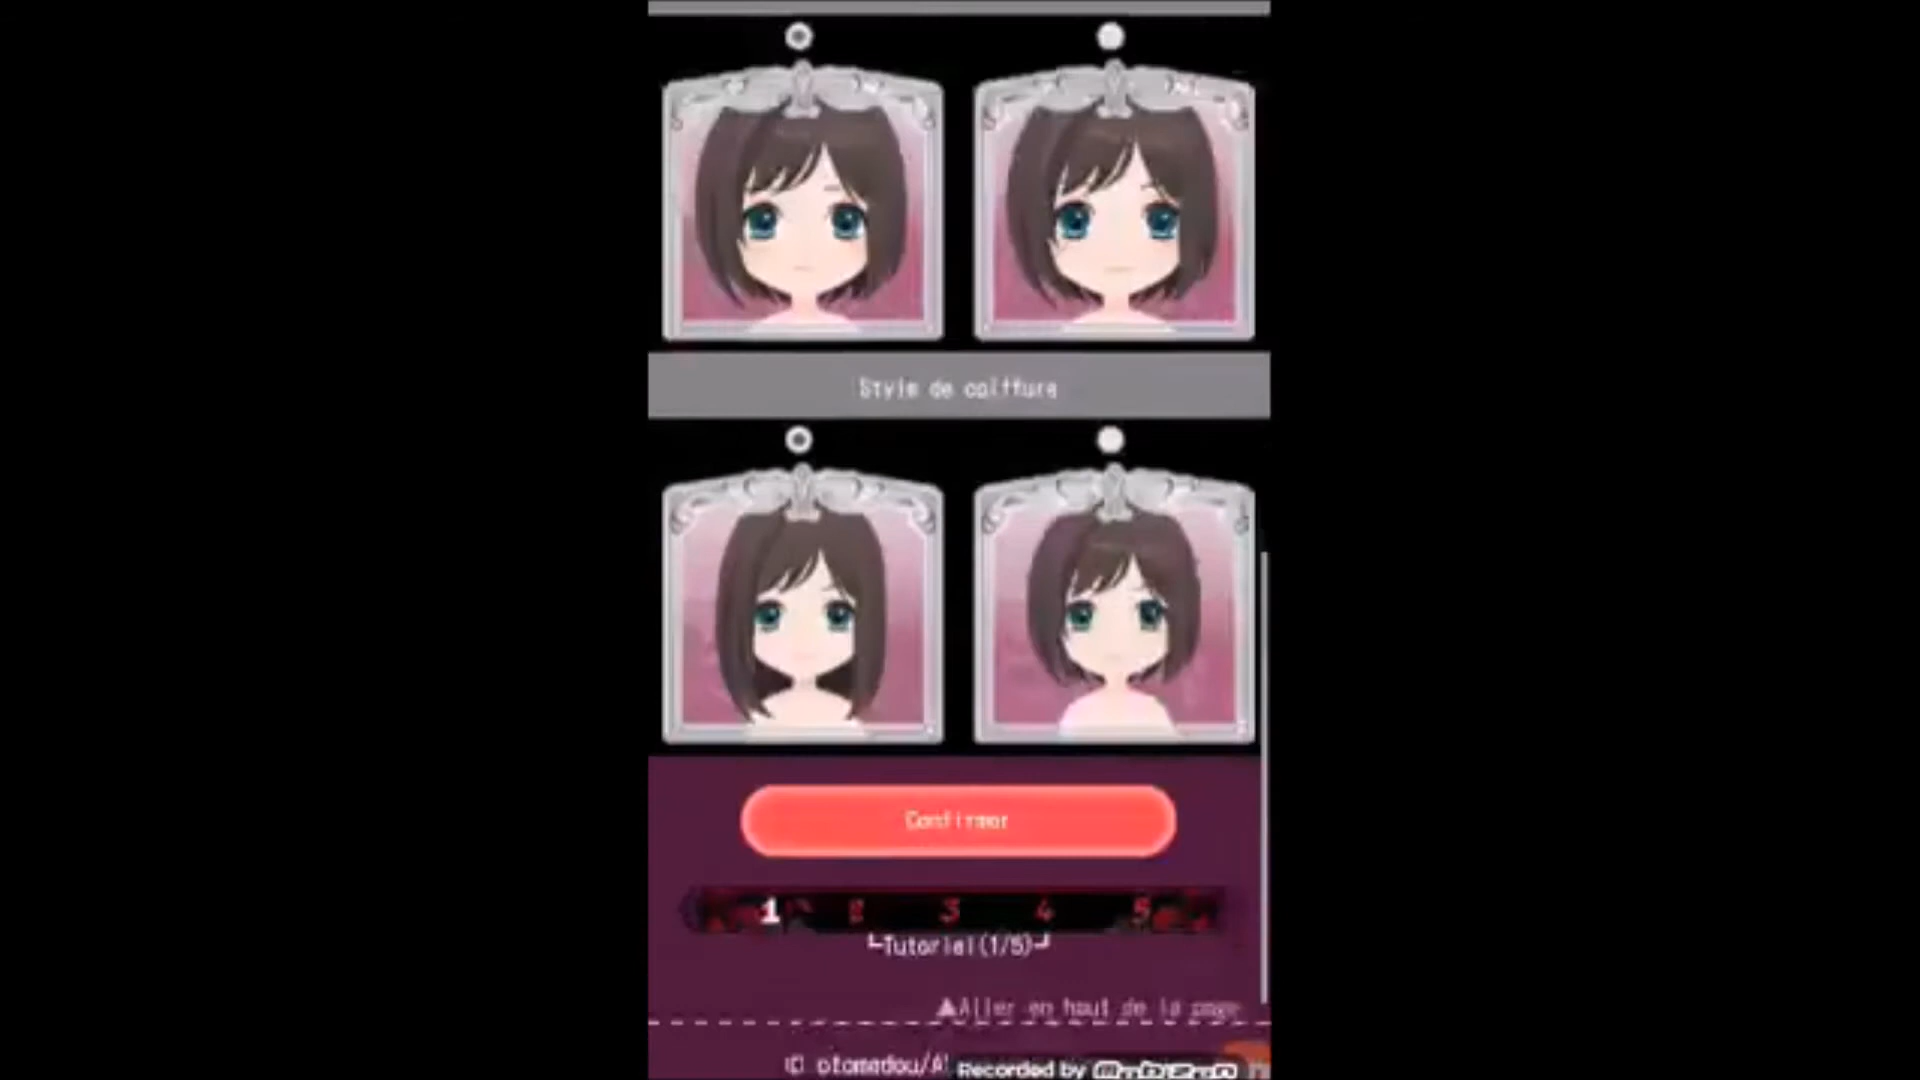 Style de coiffure
Confirmer
1 2 3 4 5
└Tutoriel(1/5)┘
▲Aller en haut de la page
© otomedou/A
Recorded by